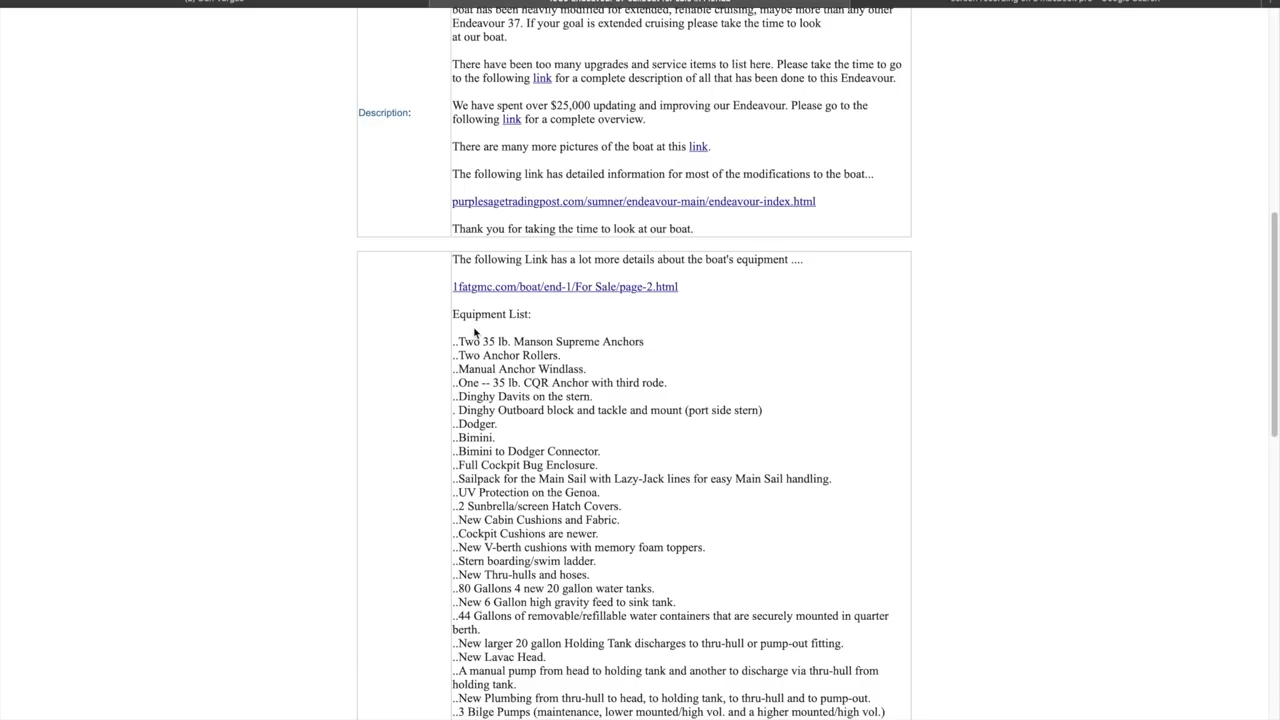 boat has been heavily modified for extended, reliable cruising, maybe more than any other
Endeavour 37. If your goal is extended cruising please take the time to look
at our boat.
There have been too many upgrades and service items to list here. Please take the time to go
to the following link for a complete description of all that has been done to this Endeavour.
Description:
We have spent over $25,000 updating and improving our Endeavour. Please go to the
following link for a complete overview.
There are many more pictures of the boat at this link.
The following link has detailed information for most of the modifications to the boat...
purplesagetradingpost.com/sumner/endeavour-main/endeavour-index.html
Thank you for taking the time to look at our boat.
The following Link has a lot more details about the boat's equipment ....
1fatgmc.com/boat/end-1/For Sale/page-2.html
Equipment List:
..Two 35 lb. Manson Supreme Anchors
..Two Anchor Rollers.
..Manual Anchor Windlass.
..One -- 35 lb. CQR Anchor with third rode.
..Dinghy Davits on the stern.
. Dinghy Outboard block and tackle and mount (port side stern)
..Dodger.
..Bimini.
..Bimini to Dodger Connector.
..Full Cockpit Bug Enclosure.
..Sailpack for the Main Sail with Lazy-Jack lines for easy Main Sail handling.
..UV Protection on the Genoa.
..2 Sunbrella/screen Hatch Covers.
..New Cabin Cushions and Fabric.
..Cockpit Cushions are newer.
..New V-berth cushions with memory foam toppers.
..Stern boarding/swim ladder.
..New Thru-hulls and hoses.
..80 Gallons 4 new 20 gallon water tanks.
..New 6 Gallon high gravity feed to sink tank.
..44 Gallons of removable/refillable water containers that are securely mounted in quarter
berth.
..New larger 20 gallon Holding Tank discharges to thru-hull or pump-out fitting.
..New Lavac Head.
..A manual pump from head to holding tank and another to discharge via thru-hull from
holding tank.
..New Plumbing from thru-hull to head, to holding tank, to thru-hull and to pump-out.
..3 Bilge Pumps (maintenance, lower mounted/high vol. and a higher mounted/high vol.)